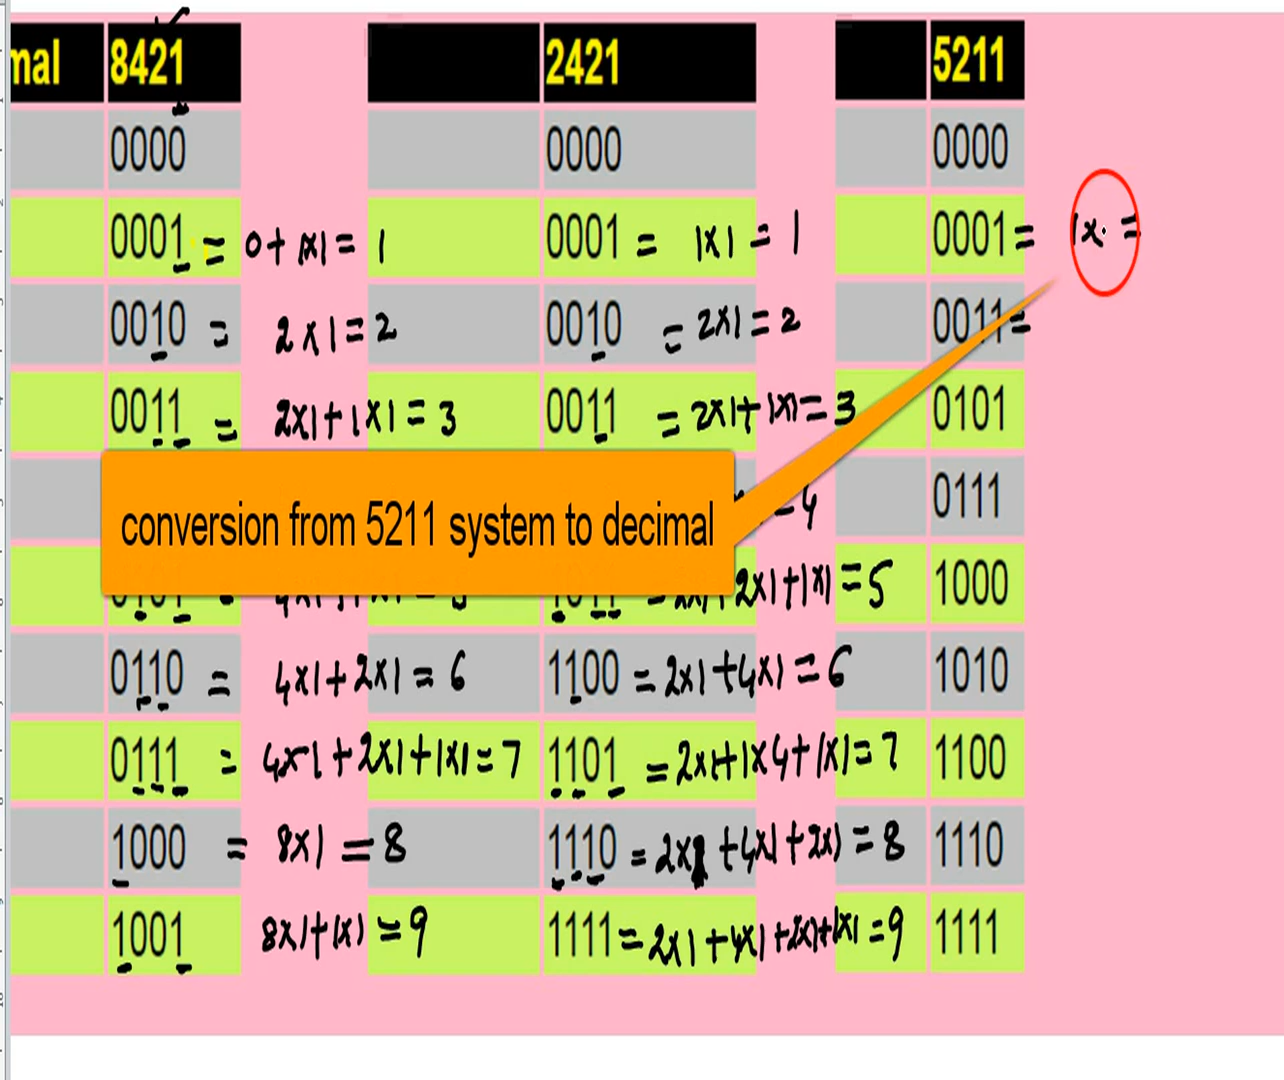 mal 8421 2421 5211
0000 0000 0000
0001 = 0+1x1 = 1 0001 = 1x1 = 1 0001 = 1x. =
0010 = 2x1=2 0010 = 2x1=2 0011=
0011 = 2x1+1x1=3 0011 = 2x1+1x1=3 0101
conversion from 5211 system to decimal =4 0111
2x1+1x1=5 1000
0110 = 4x1+2x1=6 1100 =2x1+4x1=6 1010
0111 = 4x1+2x1+1x1=7 1101 =2x1+1x4+1x1=7 1100
1000 = 8x1=8 1110 =2x1+4x1+2x1=8 1110
1001 8x1+1x1=9 1111=2x1+4x1+2x1+1x1=9 1111